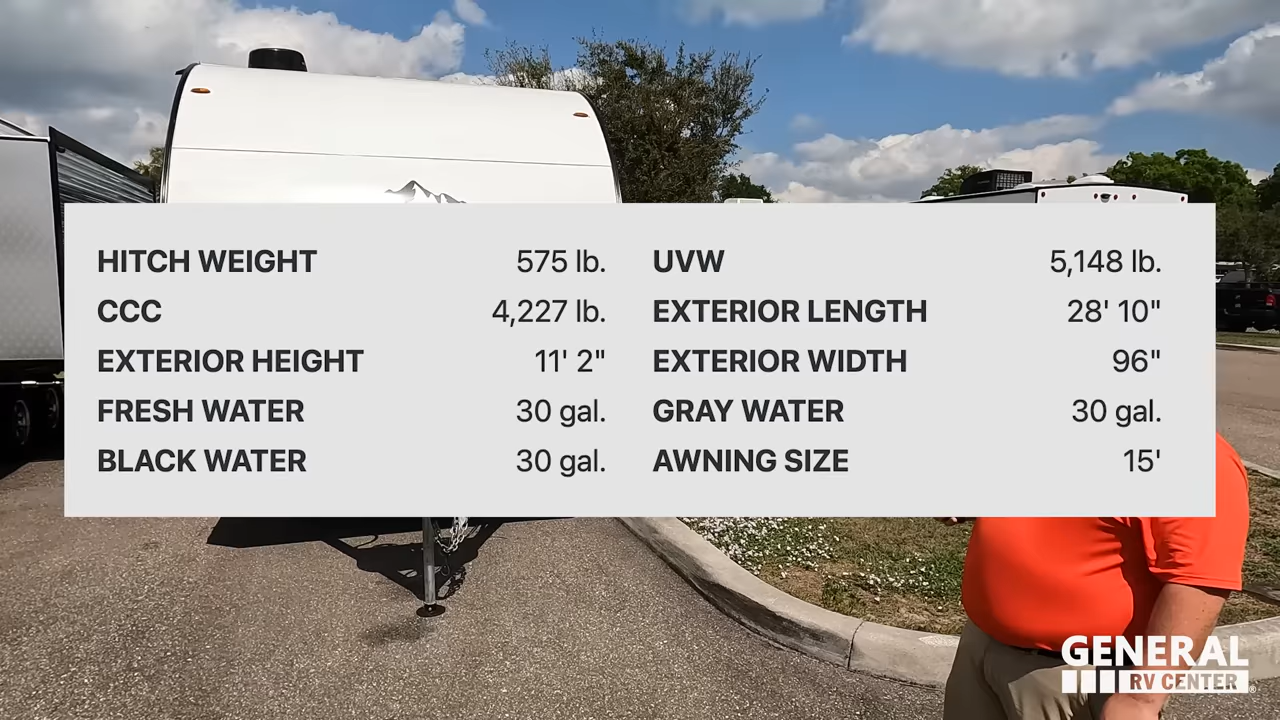 HITCH WEIGHT 575 lb. UVW 5,148 lb.
CCC 4,227 lb. EXTERIOR LENGTH 28' 10"
EXTERIOR HEIGHT 11' 2" EXTERIOR WIDTH 96"
FRESH WATER 30 gal. GRAY WATER 30 gal.
BLACK WATER 30 gal. AWNING SIZE 15'
GENERAL
RV CENTER®